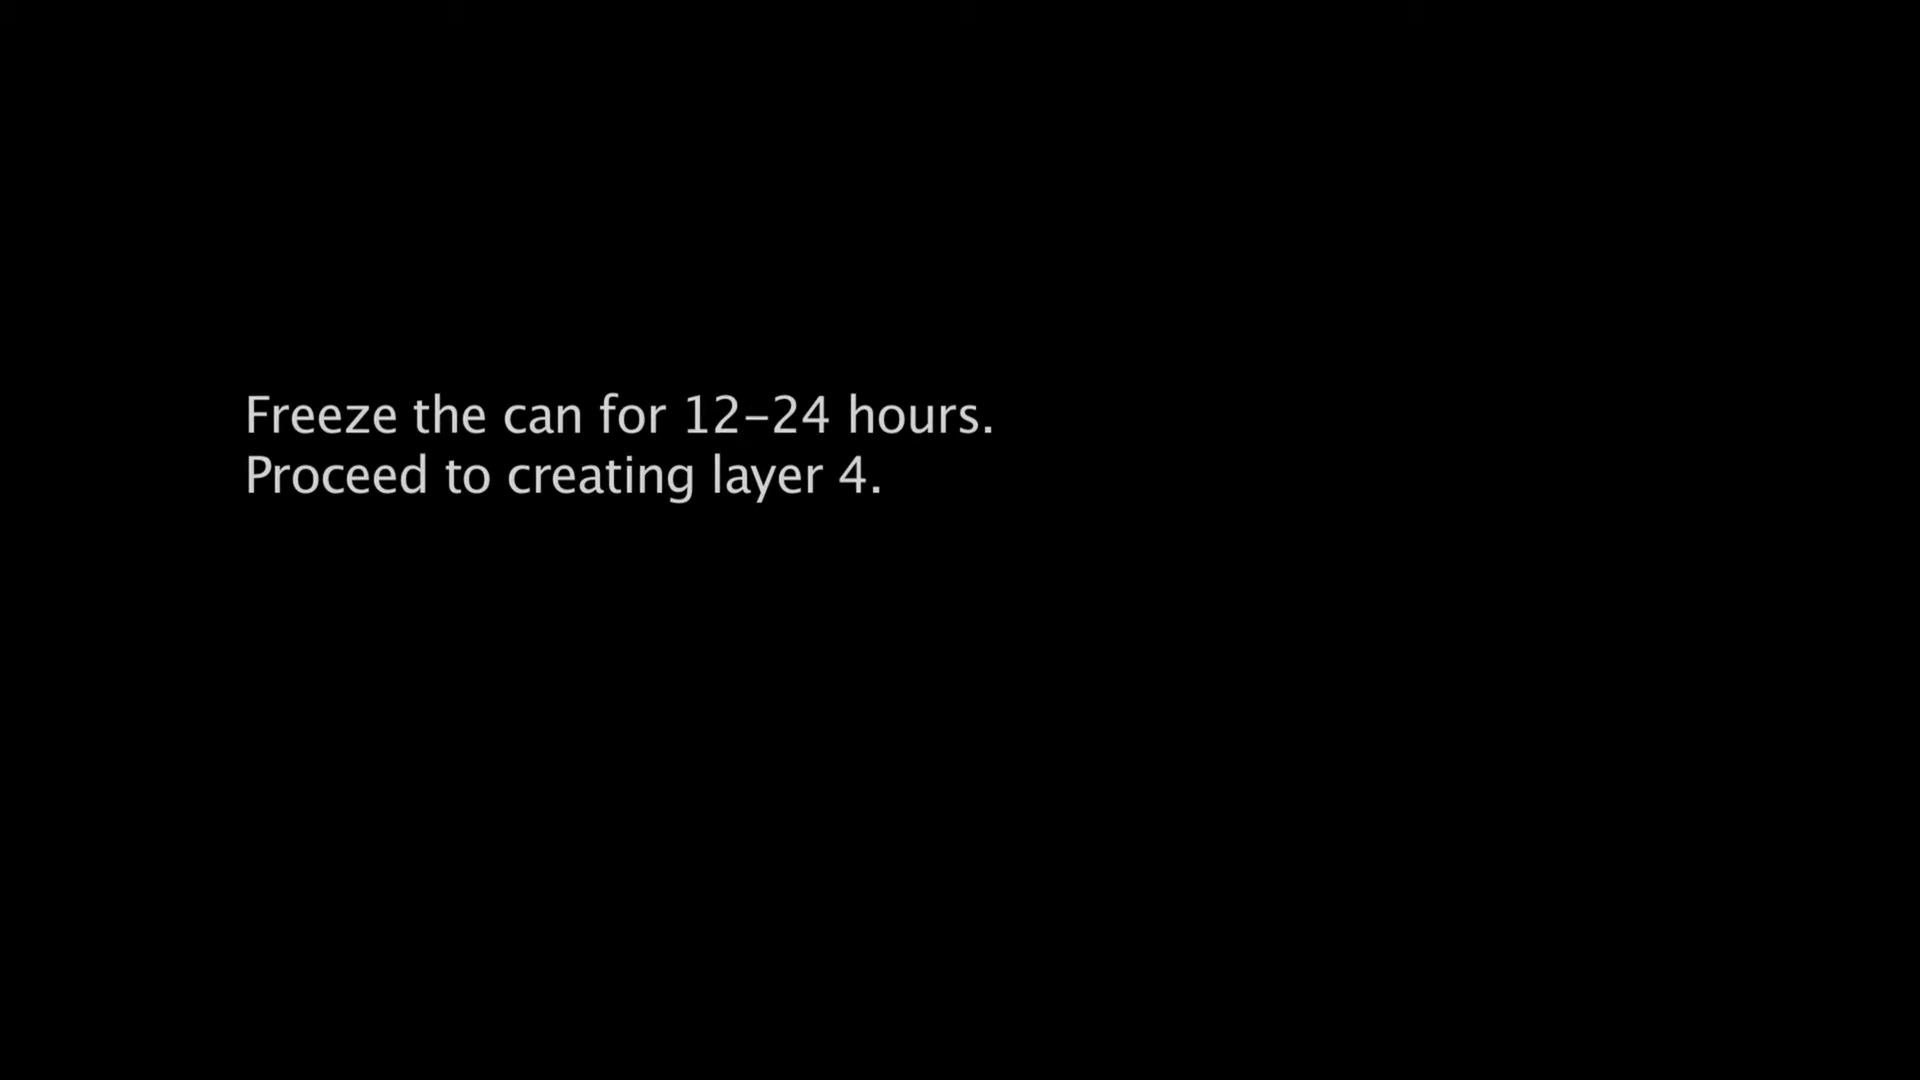 Freeze the can for 12–24 hours.
Proceed to creating layer 4.